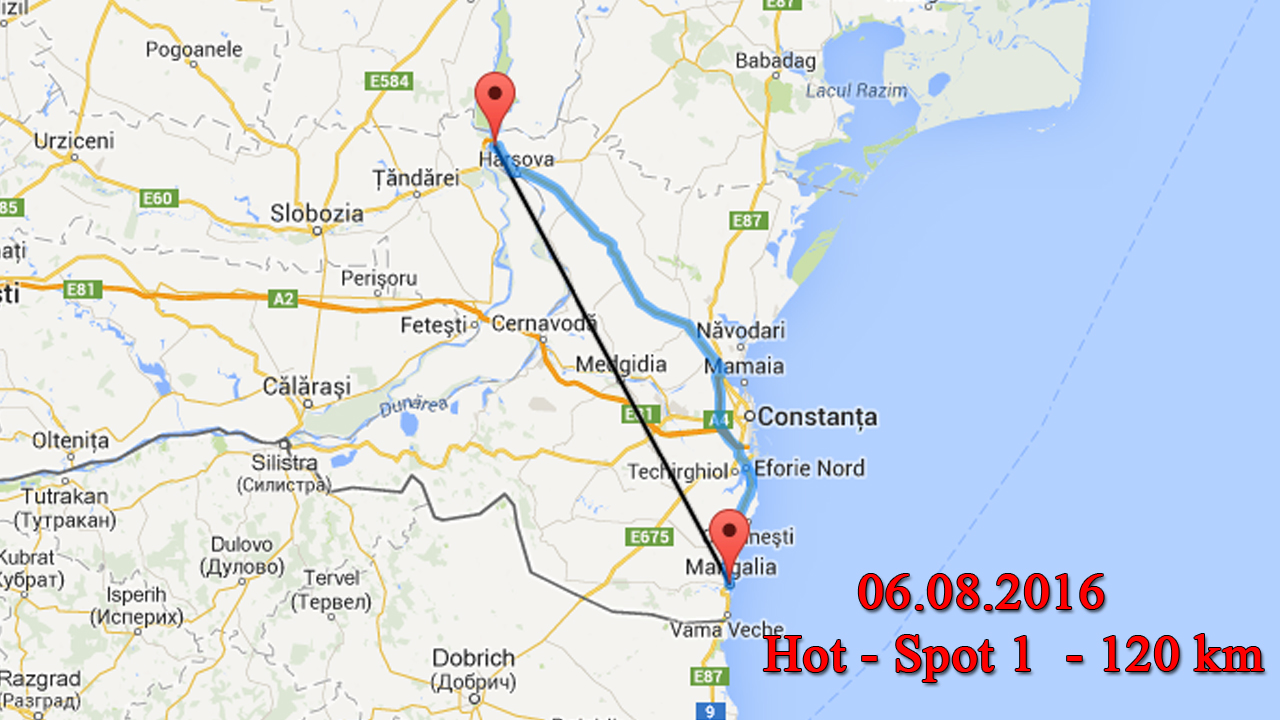 izil
E87
Pogoanele
E584
Babadag
Lacul Razim
Urziceni
Hârșova
Țăndărei
E60
85
Slobozia
E87
ați
Perișoru
E81
ști
A2
Fetești
Cernavodă
Năvodari
Medgidia
Mamaia
Călărași
Dunărea
A4
Constanța
Oltenița
Silistra
(Силистра)
Techirghiol
Eforie Nord
Tutrakan
(Тутракан)
E675
nești
Kubrat
Кубрат)
Dulovo
(Дулово)
Mangalia
Tervel
(Тервел)
Isperih
(Исперих)
06.08.2016
Vama Veche
Hot - Spot 1 - 120 km
Dobrich
(Добрич)
Razgrad
(Разград)
E87
9